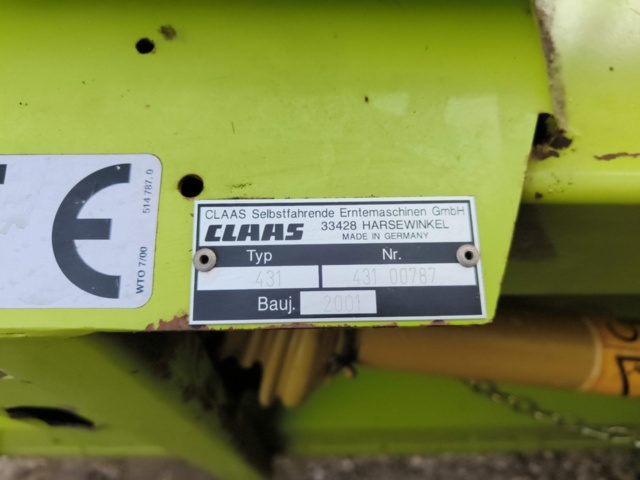 CLAAS Selbstfahrende Erntemaschinen GmbH
CLAAS 33428 HARSEWINKEL
MADE IN GERMANY
Typ Nr.
431 431 00787
Bauj. 2001
CE
WTO 7/00 514 787.0